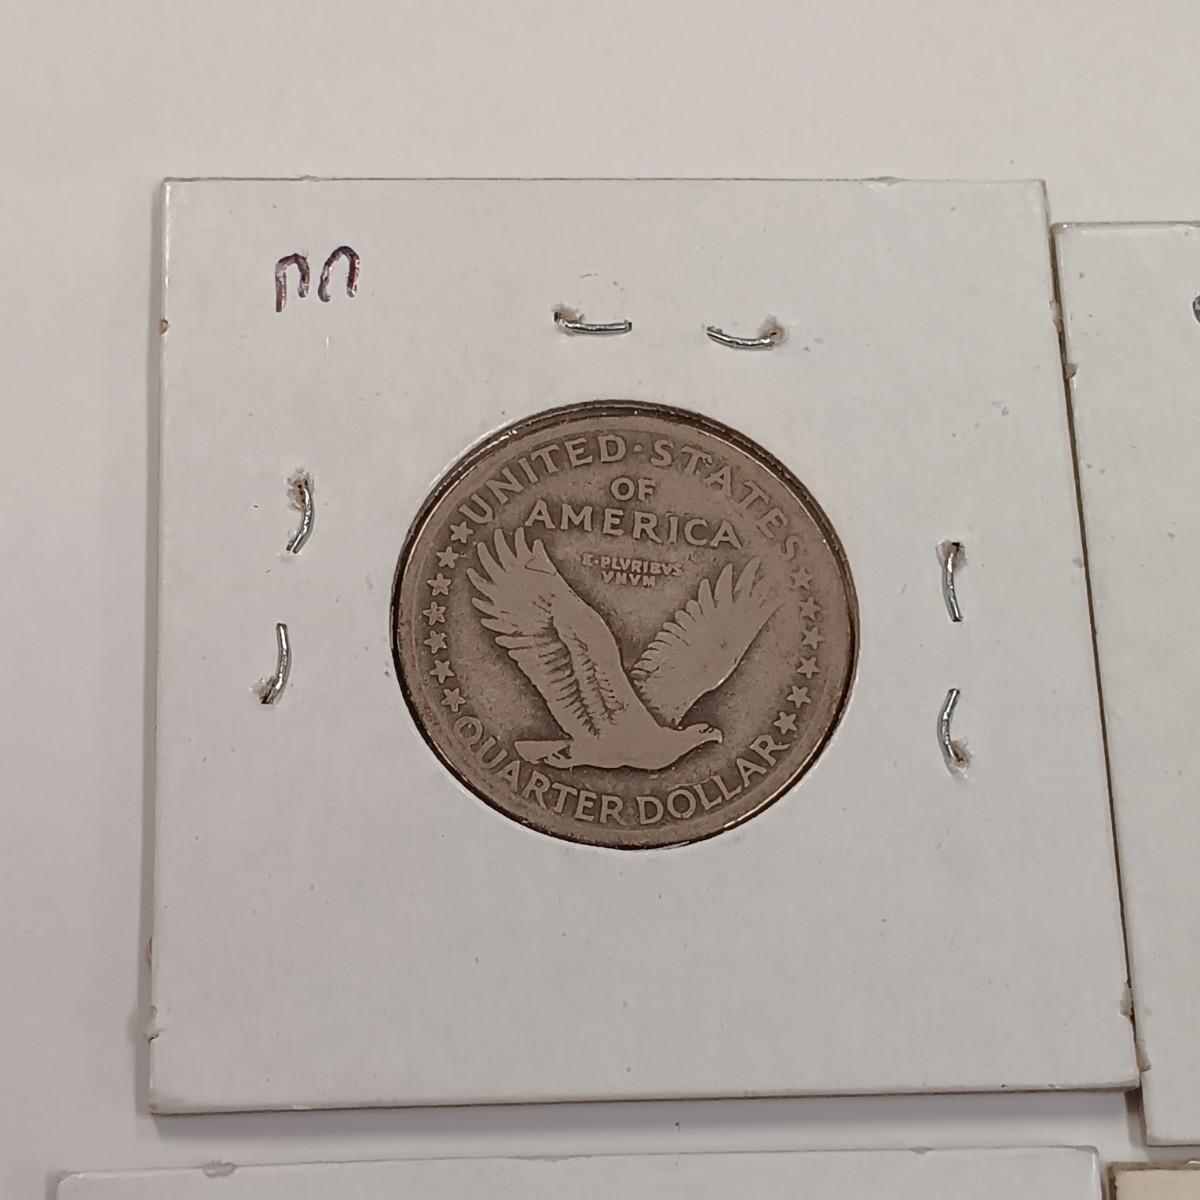 UNITED·STATES
OF
AMERICA
E·PLVRIBVS
VNVM
QUARTER DOLLAR